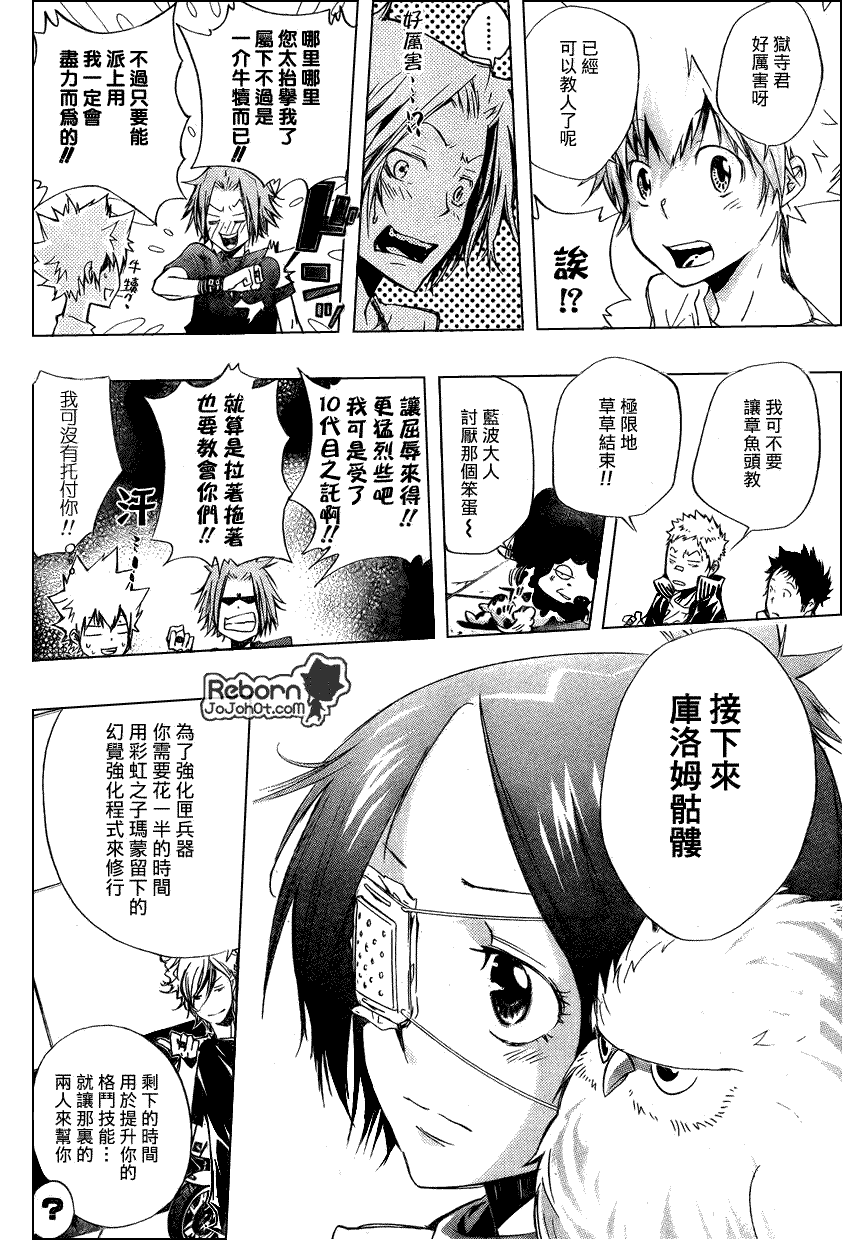 獄寺君
好厲害呀
已經
可以教人了呢
誒!?
……
好厲害…
…!?
哪里哪里
您太抬舉我了
屬下不過是
一介牛犢而已!!
不過只要能
派上用
我一定會
盡力而爲的!!
牛犢?
我可不要
讓章魚頭教
極限地
草草結束!!
藍波大人
討厭那個笨蛋~
讓屈辱來得
更猛烈些吧!!
我可是受了
10代目之託啊!!
就算是拉著拖著
也要教會你們!!
汗……
我可沒有托付你!!
接下來
庫洛姆骷髏
Reborn
JoJoHOt.com
為了強化匣兵器
你需要花一半的時間
用彩虹之子瑪蒙留下的
幻覺強化程式來修行
剩下的時間
用於提升你的
格鬥技能…
就讓那裏的
兩人來幫你
?